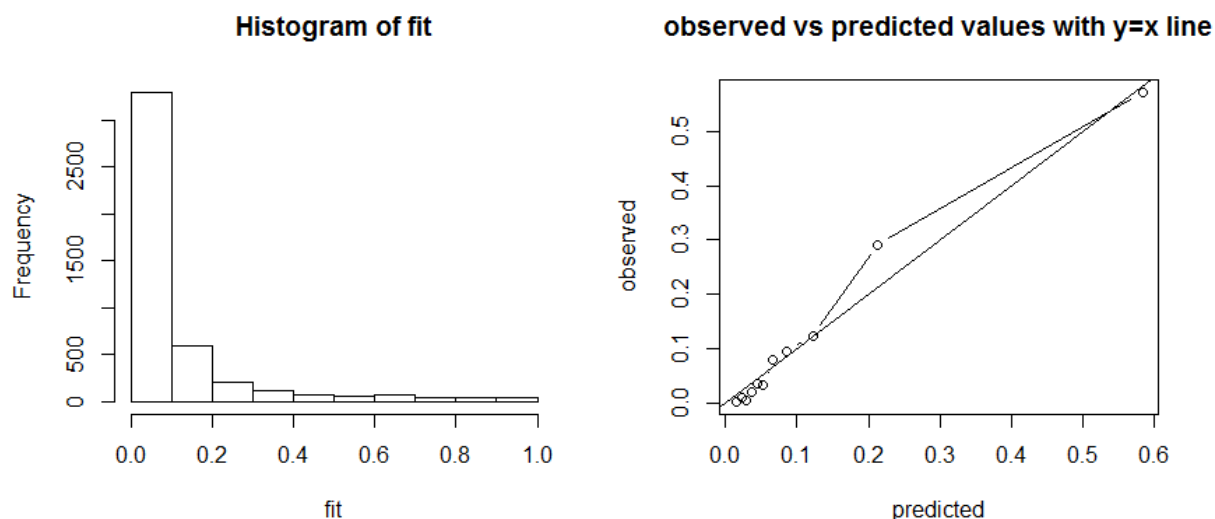 Histogram of fit
Frequency
0
500
1500
2500
0.0 0.2 0.4 0.6 0.8 1.0
fit
observed vs predicted values with y=x line
observed
0.0
0.1
0.2
0.3
0.4
0.5
0.0 0.1 0.2 0.3 0.4 0.5 0.6
predicted